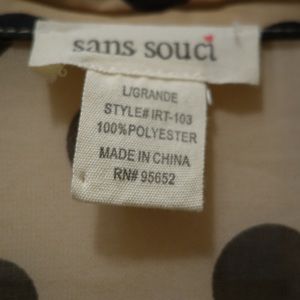 sans souci
L/GRANDE
STYLE# IRT-103
100%POLYESTER
MADE IN CHINA
RN# 95652